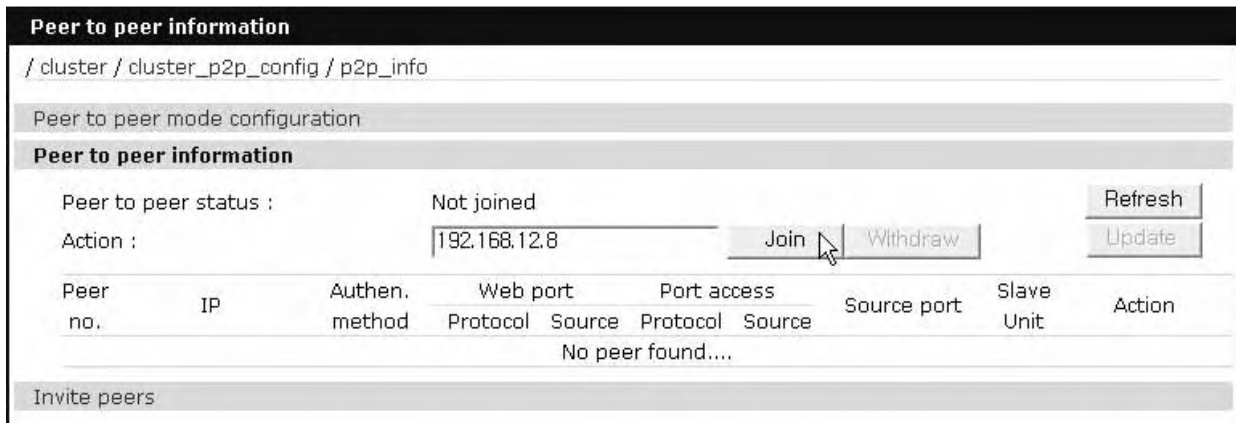 Peer to peer information
/ cluster / cluster_p2p_config / p2p_info
Peer to peer mode configuration
Peer to peer information
Peer to peer status : Not joined Refresh
Action : 192.168.12.8 Join Withdraw Update
Peer no. IP Authen. method Web port Port access Source port Slave Unit Action
Protocol Source Protocol Source
No peer found....
Invite peers